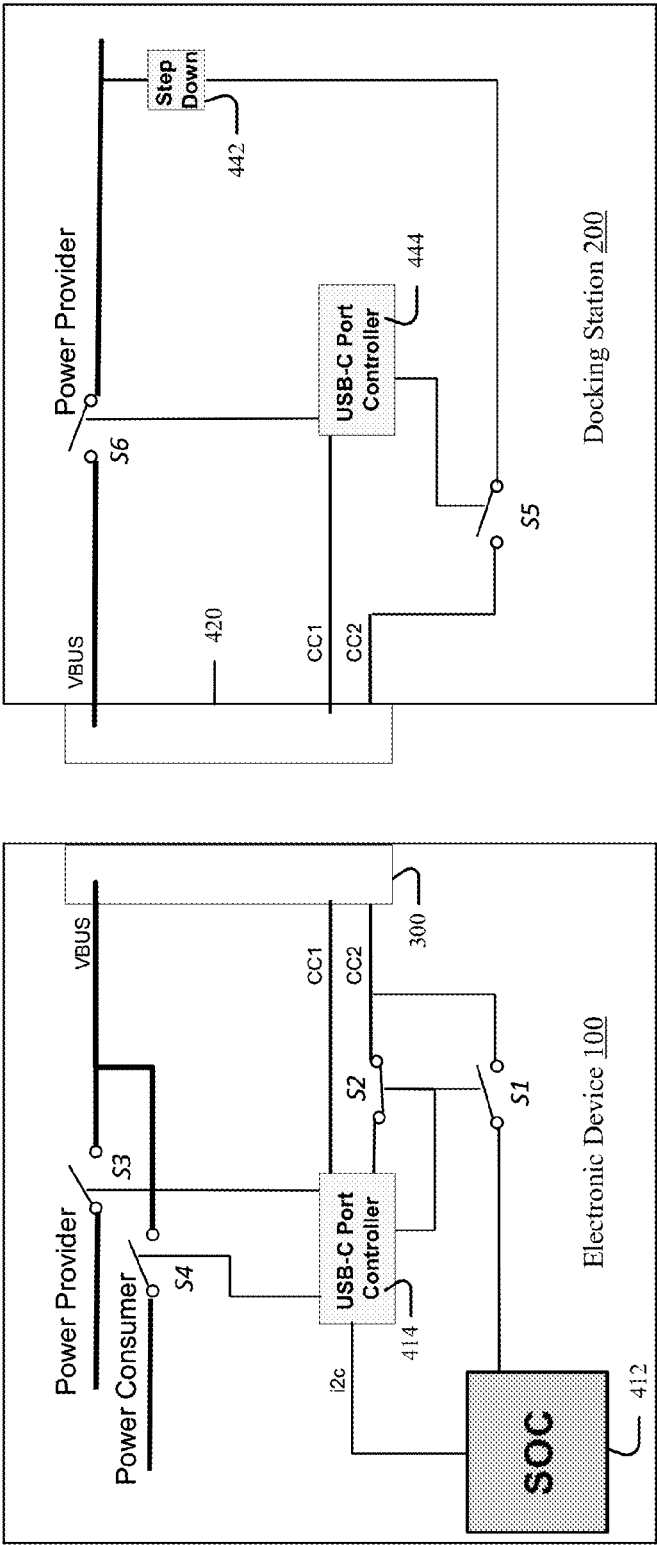 Power Provider
Power Consumer
VBUS
S3
S4
USB-C Port
Controller
414
i2c
SOC
412
CC1
CC2
S2
S1
300
Electronic Device 100
VBUS
420
CC1
CC2
S6
Power Provider
Step
Down
442
USB-C Port
Controller
444
S5
Docking Station 200